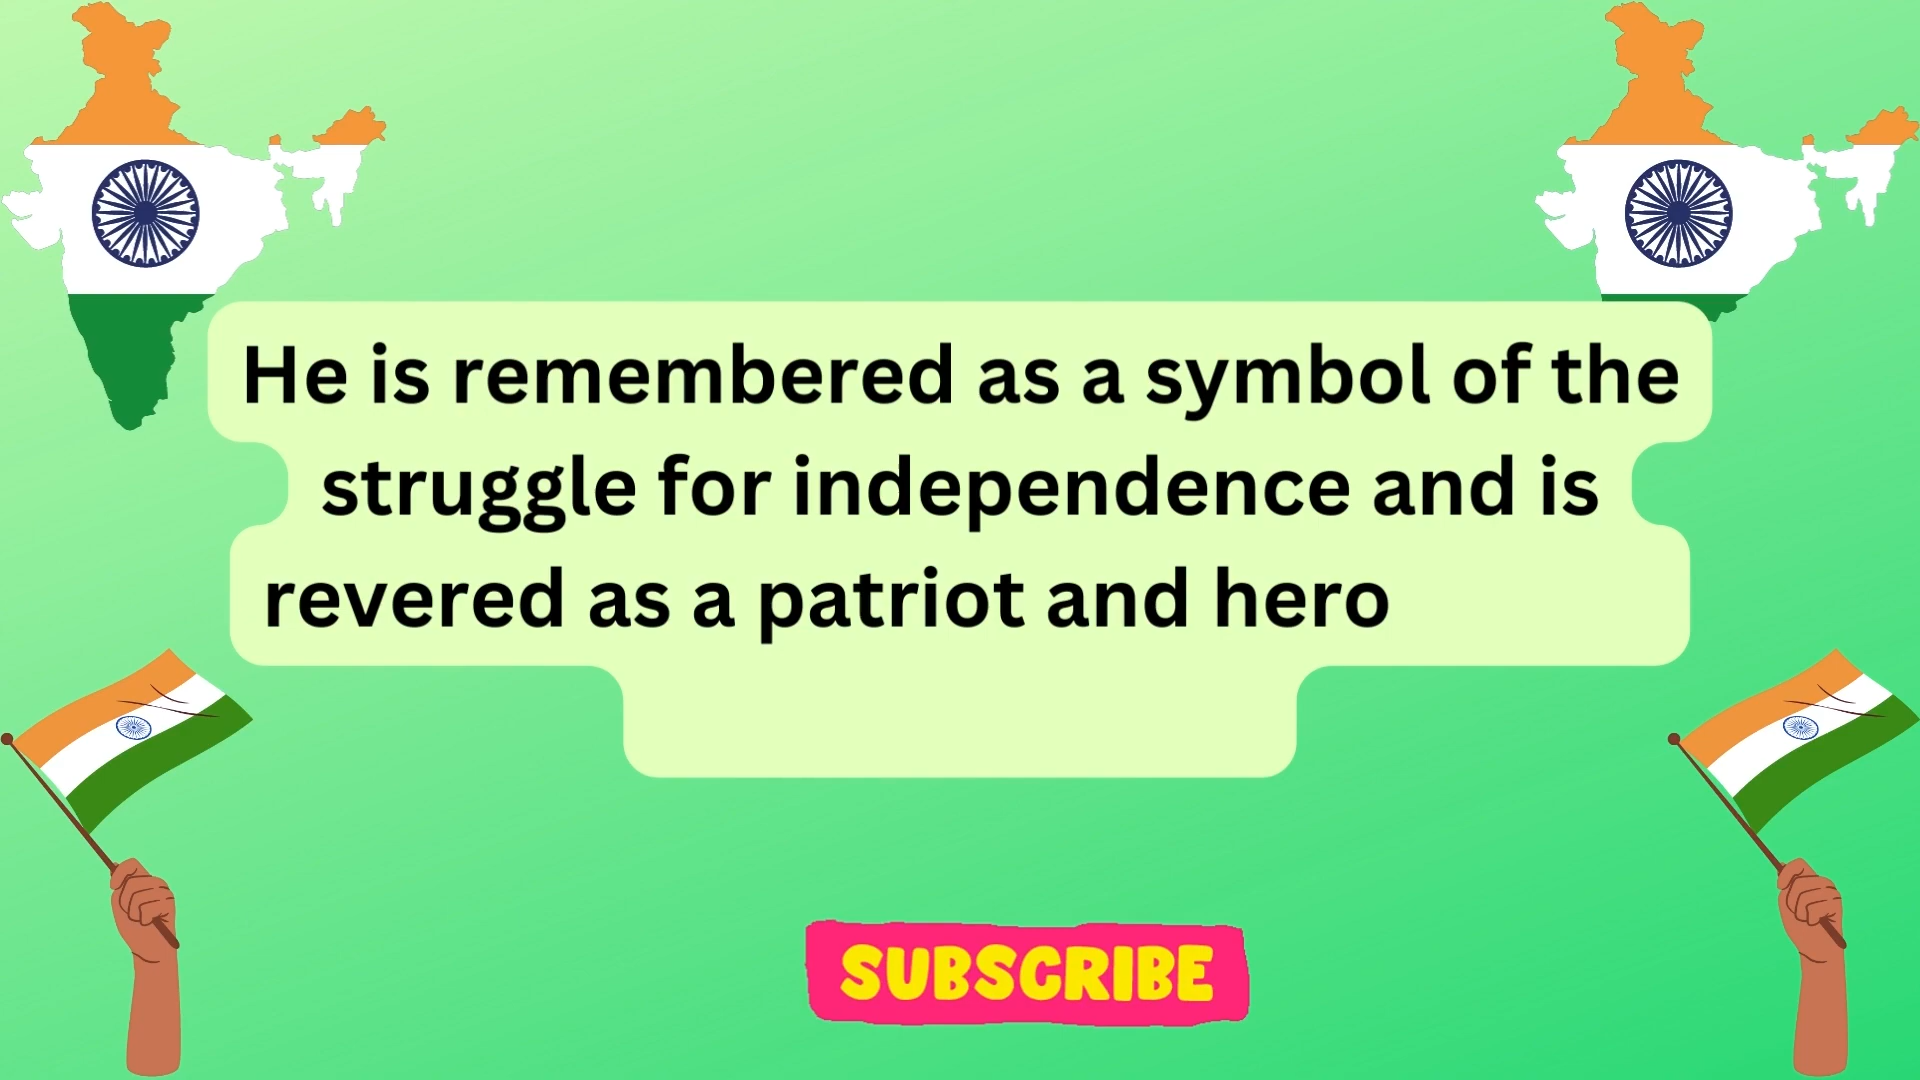 He is remembered as a symbol of the
struggle for independence and is
revered as a patriot and hero
SUBSCRIBE